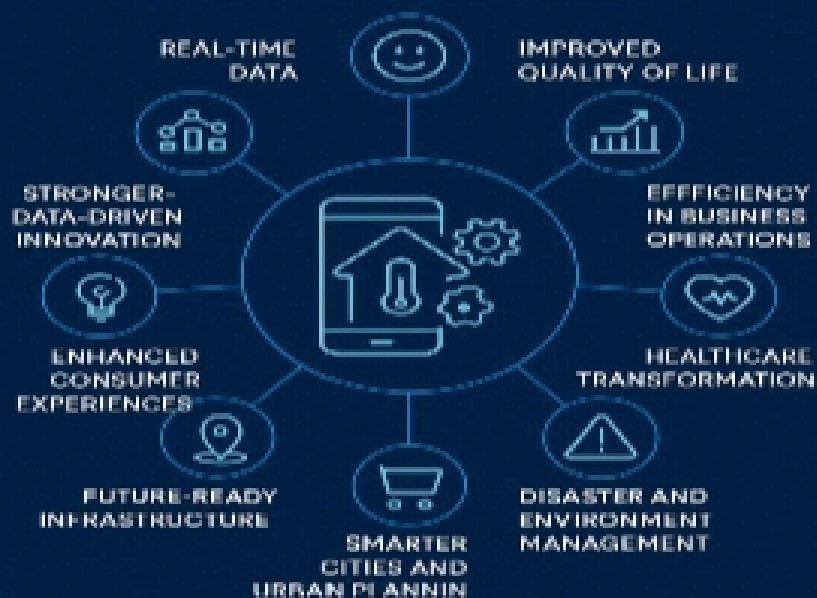 REAL-TIME
DATA
IMPROVED
QUALITY OF LIFE
STRONGER-
DATA-DRIVEN
INNOVATION
EFFFICIENCY
IN BUSINESS
OPERATIONS
ENHANCED
CONSUMER
EXPERIENCES
HEALTHCARE
TRANSFORMATION
FUTURE-READY
INFRASTRUCTURE
DISASTER AND
ENVIRONMENT
MANAGEMENT
SMARTER
CITIES AND
URBAN PLANNIN